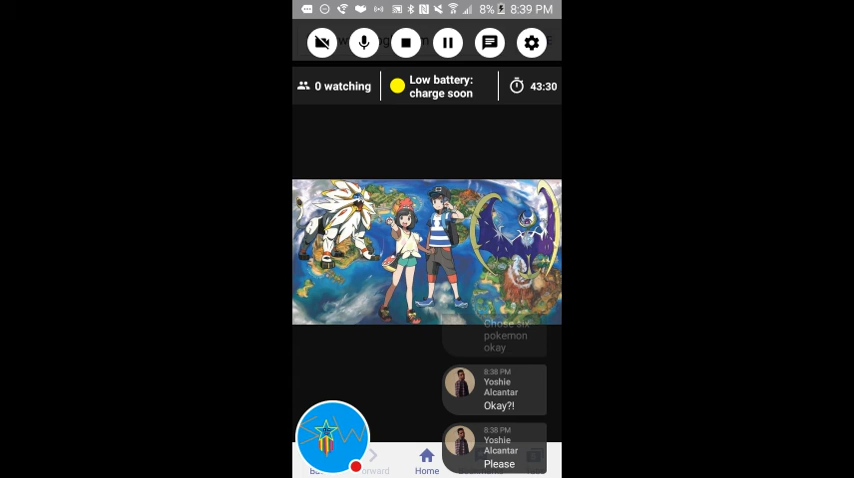 8% 8:39 PM
0 watching
Low battery:
charge soon
43:30
Chose six
pokemon
okay
8:38 PM
Yoshie
Alcantar
Okay?!
8:38 PM
Yoshie
Alcantar
Please
Home